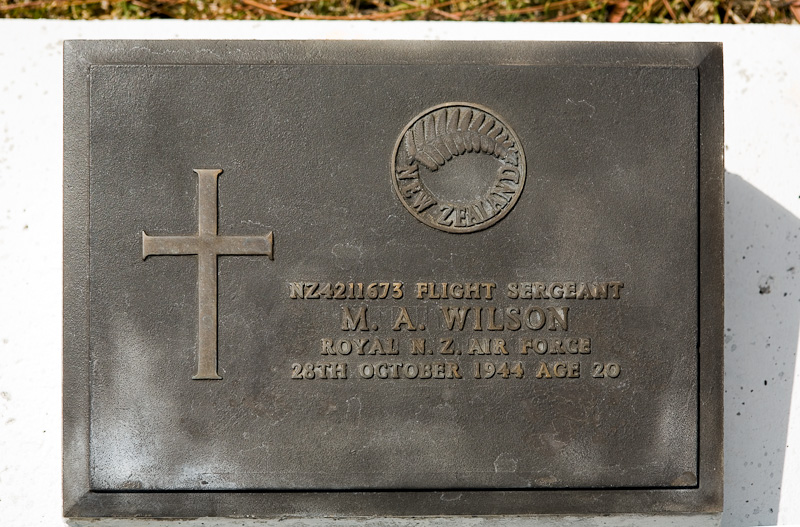 NEW ZEALAND
NZ4211673 FLIGHT SERGEANT
M. A. WILSON
ROYAL N. Z. AIR FORCE
28TH OCTOBER 1944 AGE 20